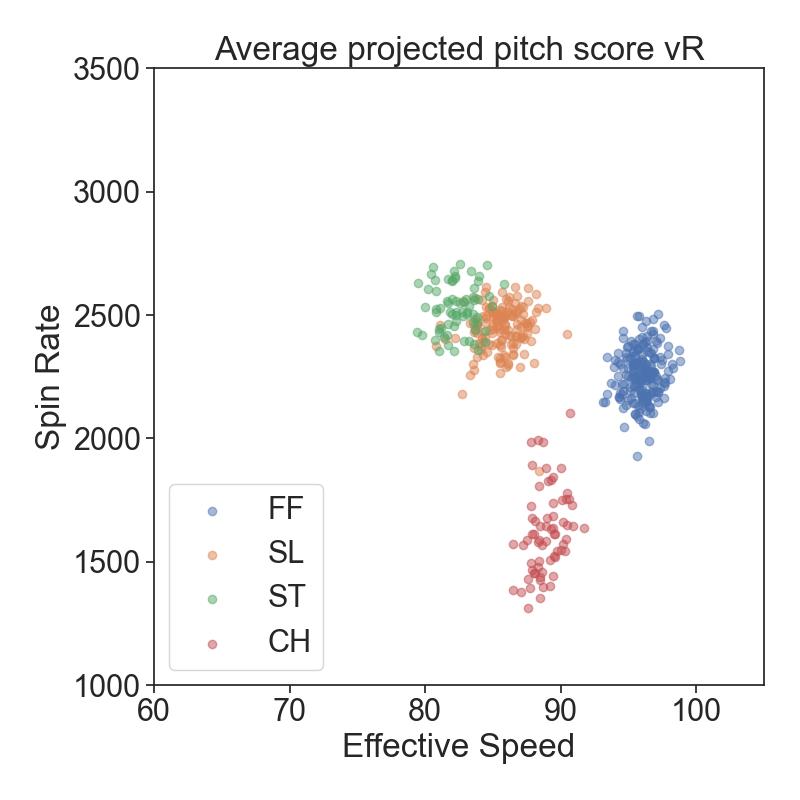 Average projected pitch score vR
3500
3000
2500
2000
1500
1000
Spin Rate
FF
SL
ST
CH
60
70
80
90
100
Effective Speed